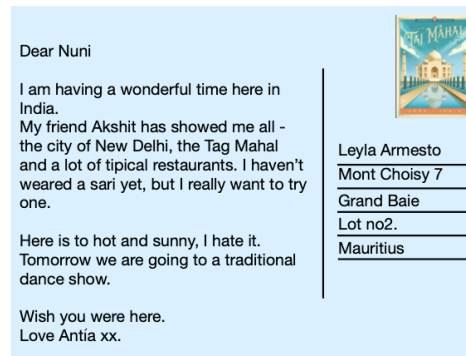 Dear Nuni
I am having a wonderful time here in
India.
My friend Akshit has showed me all -
the city of New Delhi, the Tag Mahal
and a lot of tipical restaurants. I haven’t
weared a sari yet, but I really want to try
one.
Here is to hot and sunny, I hate it.
Tomorrow we are going to a traditional
dance show.
Wish you were here.
Love Antía xx.
TAJ MAHAL
Leyla Armesto
Mont Choisy 7
Grand Baie
Lot no2.
Mauritius